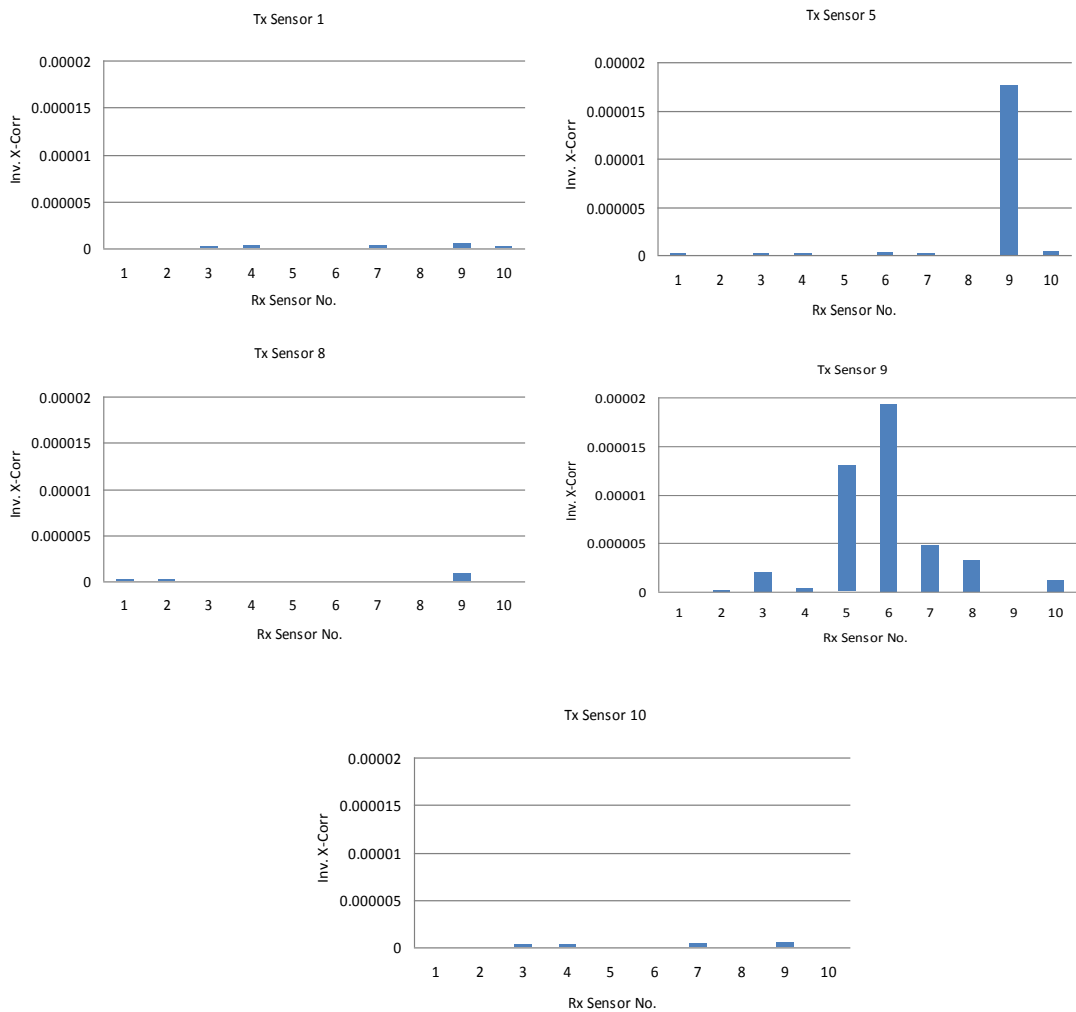 Tx Sensor 1
0.00002
0.000015
0.00001
0.000005
0
Inv. X-Corr
1 2 3 4 5 6 7 8 9 10
Rx Sensor No.
Tx Sensor 5
0.00002
0.000015
0.00001
0.000005
0
Inv. X-Corr
1 2 3 4 5 6 7 8 9 10
Rx Sensor No.
Tx Sensor 8
0.00002
0.000015
0.00001
0.000005
0
Inv. X-Corr
1 2 3 4 5 6 7 8 9 10
Rx Sensor No.
Tx Sensor 9
0.00002
0.000015
0.00001
0.000005
0
Inv. X-Corr
1 2 3 4 5 6 7 8 9 10
Rx Sensor No.
Tx Sensor 10
0.00002
0.000015
0.00001
0.000005
0
Inv. X-Corr
1 2 3 4 5 6 7 8 9 10
Rx Sensor No.